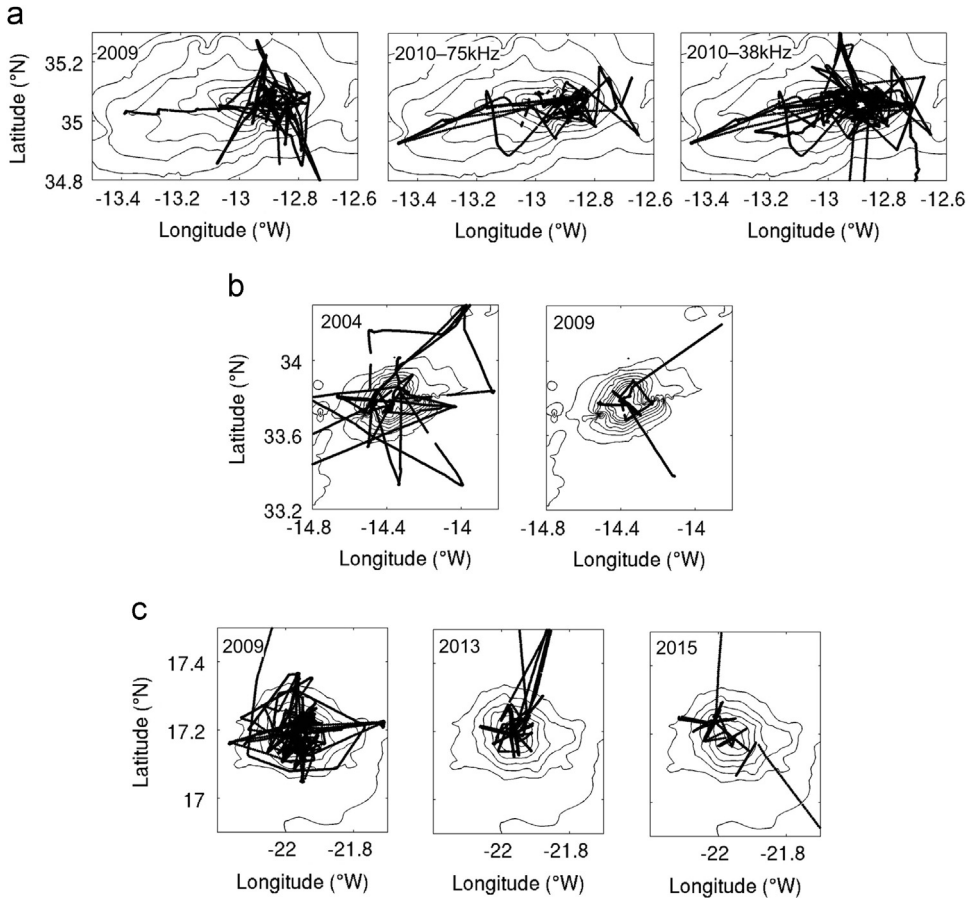 a
2009
2010–75kHz
2010–38kHz
35.2
35
34.8
Latitude (°N)
-13.4 -13.2 -13 -12.8 -12.6
-13.4 -13.2 -13 -12.8 -12.6
-13.4 -13.2 -13 -12.8 -12.6
Longitude (°W)
Longitude (°W)
Longitude (°W)
b
2004
2009
34
33.6
33.2
Latitude (°N)
-14.8 -14.4 -14
-14.8 -14.4 -14
Longitude (°W)
Longitude (°W)
c
2009
2013
2015
17.4
17.2
17
Latitude (°N)
-22 -21.8
-22 -21.8
-22 -21.8
Longitude (°W)
Longitude (°W)
Longitude (°W)